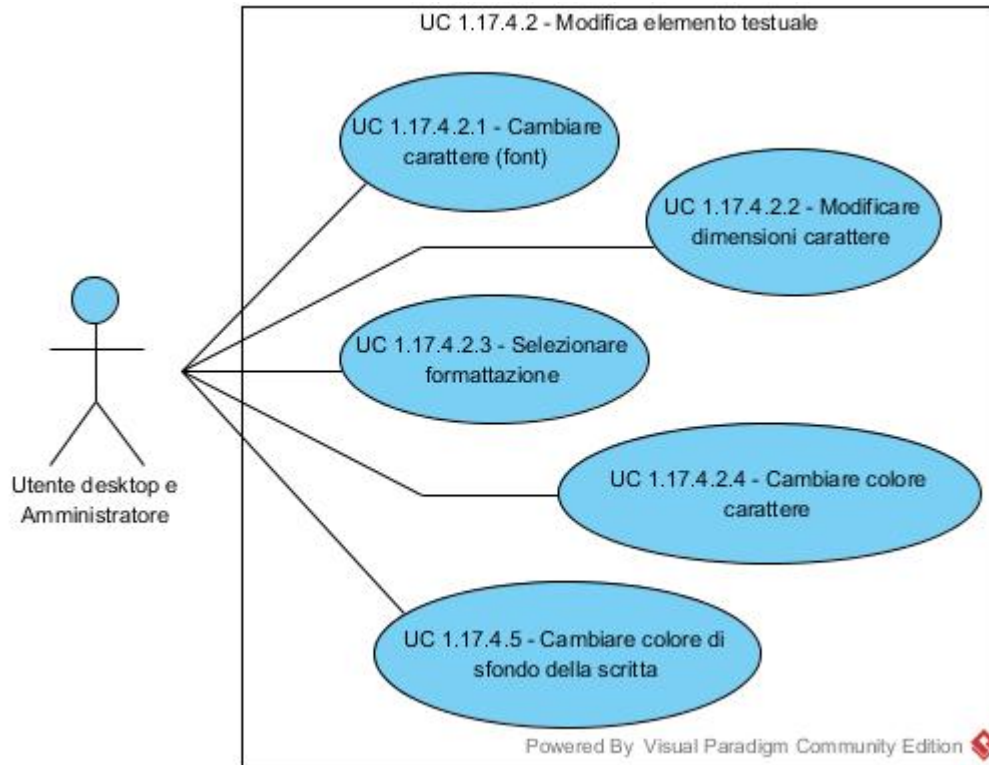 UC 1.17.4.2 - Modifica elemento testuale
UC 1.17.4.2.1 - Cambiare
carattere (font)
UC 1.17.4.2.2 - Modificare
dimensioni carattere
UC 1.17.4.2.3 - Selezionare
formattazione
UC 1.17.4.2.4 - Cambiare colore
carattere
Utente desktop e
Amministratore
UC 1.17.4.5 - Cambiare colore di
sfondo della scritta
Powered By Visual Paradigm Community Edition